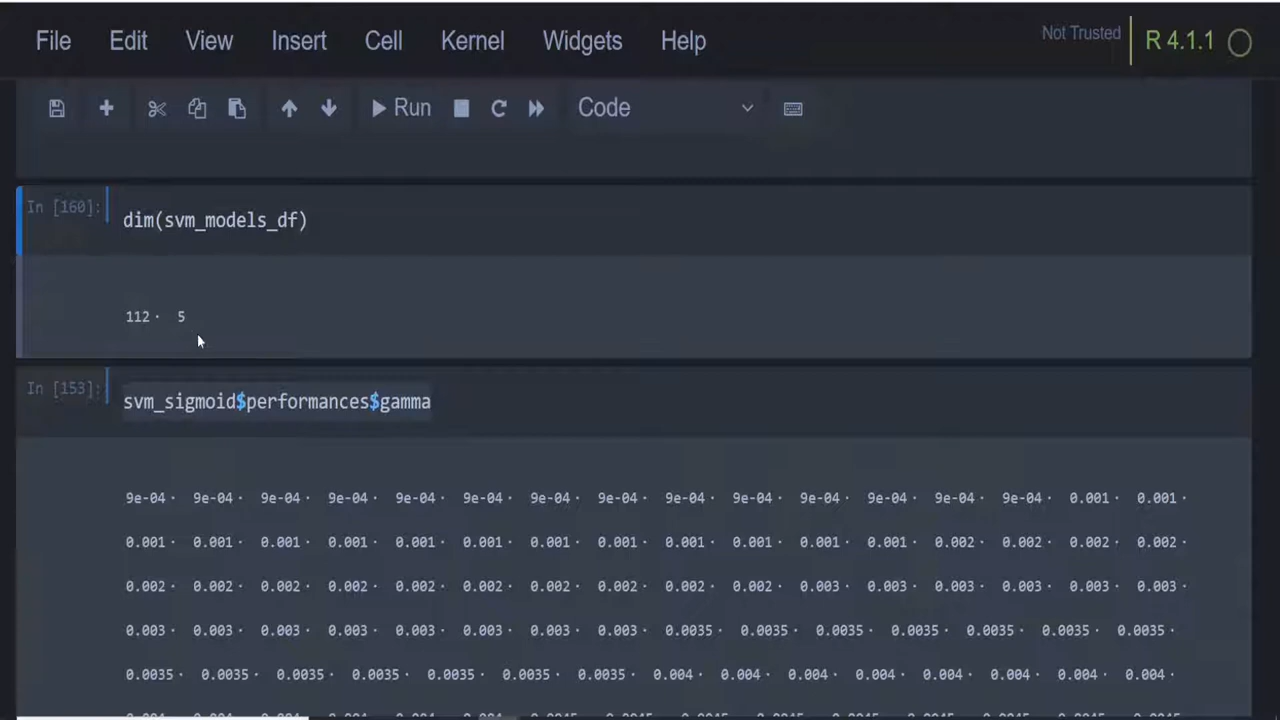 File Edit View Insert Cell Kernel Widgets Help Not Trusted R 4.1.1
Run Code
In [160]: dim(svm_models_df)
112 · 5
In [153]: svm_sigmoid$performances$gamma
9e-04 · 9e-04 · 9e-04 · 9e-04 · 9e-04 · 9e-04 · 9e-04 · 9e-04 · 9e-04 · 9e-04 · 9e-04 · 9e-04 · 9e-04 · 9e-04 · 0.001 · 0.001 ·
0.001 · 0.001 · 0.001 · 0.001 · 0.001 · 0.001 · 0.001 · 0.001 · 0.001 · 0.001 · 0.001 · 0.001 · 0.002 · 0.002 · 0.002 · 0.002 ·
0.002 · 0.002 · 0.002 · 0.002 · 0.002 · 0.002 · 0.002 · 0.002 · 0.002 · 0.002 · 0.003 · 0.003 · 0.003 · 0.003 · 0.003 · 0.003 ·
0.003 · 0.003 · 0.003 · 0.003 · 0.003 · 0.003 · 0.003 · 0.003 · 0.0035 · 0.0035 · 0.0035 · 0.0035 · 0.0035 · 0.0035 · 0.0035 ·
0.0035 · 0.0035 · 0.0035 · 0.0035 · 0.0035 · 0.0035 · 0.0035 · 0.004 · 0.004 · 0.004 · 0.004 · 0.004 · 0.004 · 0.004 · 0.004 ·